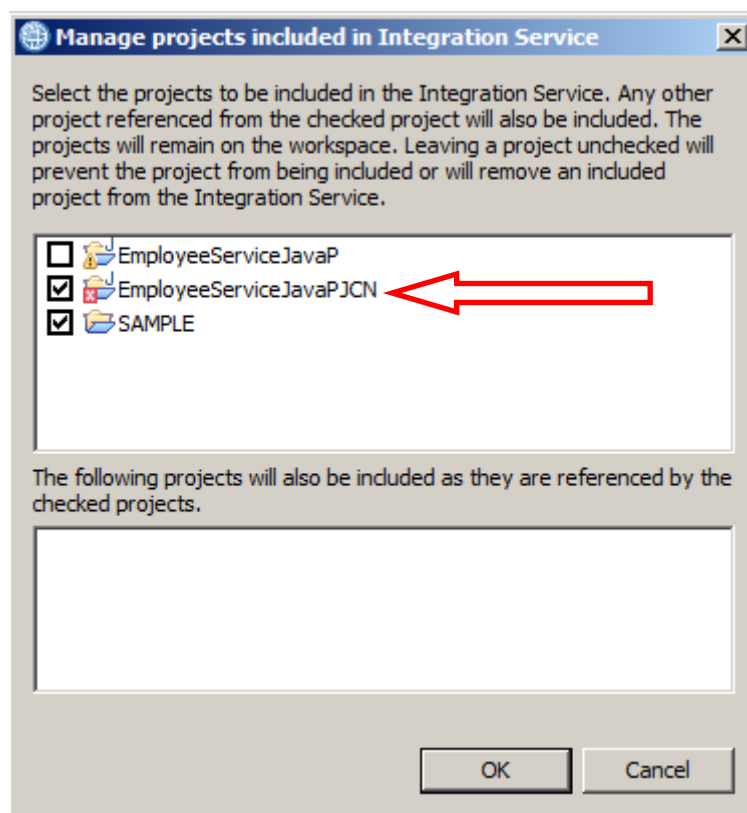 Manage projects included in Integration Service
Select the projects to be included in the Integration Service. Any other
project referenced from the checked project will also be included. The
projects will remain on the workspace. Leaving a project unchecked will
prevent the project from being included or will remove an included
project from the Integration Service.
EmployeeServiceJavaP
EmployeeServiceJavaPJCN
SAMPLE
The following projects will also be included as they are referenced by the
checked projects.
OK Cancel